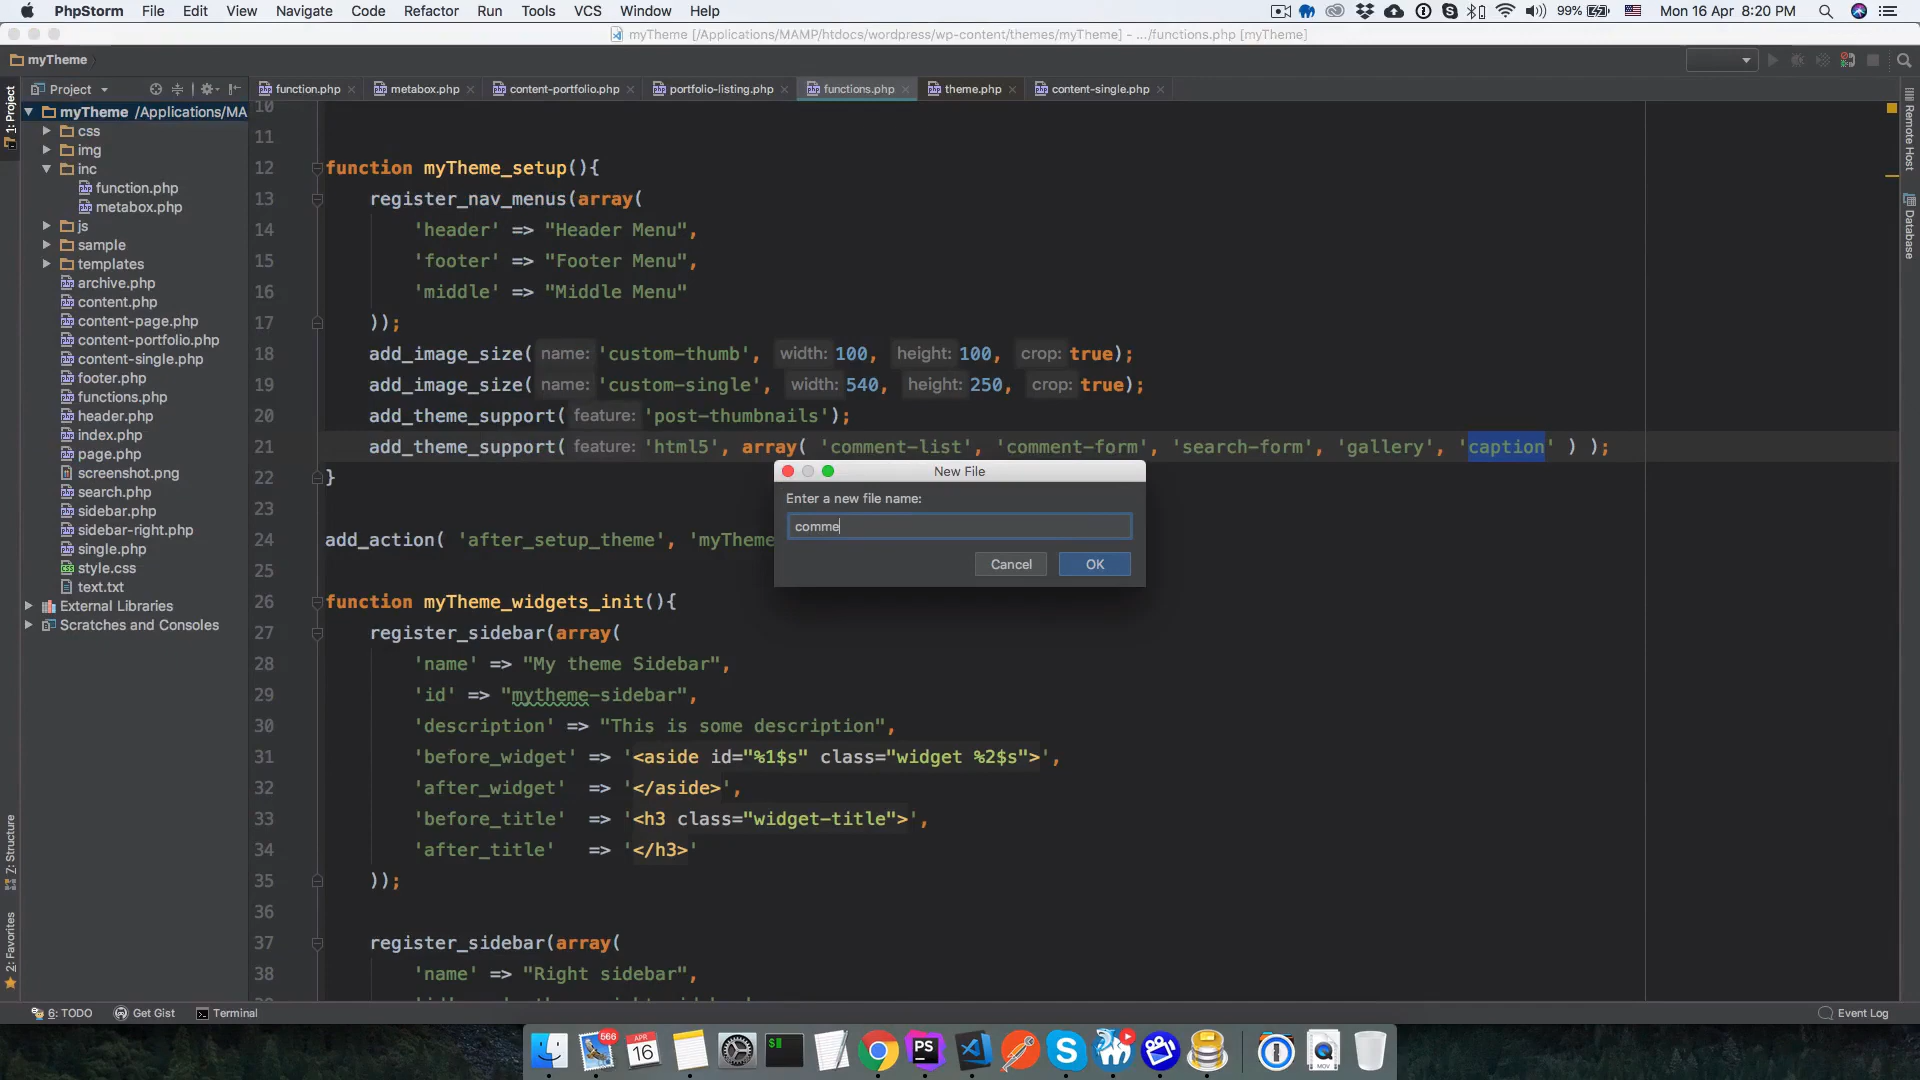 PhpStorm File Edit View Navigate Code Refactor Run Tools VCS Window Help 99% Mon 16 Apr 8:20 PM
myTheme [/Applications/MAMP/htdocs/wordpress/wp-content/themes/myTheme] - .../functions.php [myTheme]
myTheme
Project function.php metabox.php content-portfolio.php portfolio-listing.php functions.php theme.php content-single.php
1: Project
7: Structure
2: Favorites
Remote Host
Database
myTheme /Applications/MA
css
img
inc
function.php
metabox.php
js
sample
templates
archive.php
content.php
content-page.php
content-portfolio.php
content-single.php
footer.php
functions.php
header.php
index.php
page.php
screenshot.png
search.php
sidebar.php
sidebar-right.php
single.php
style.css
text.txt
External Libraries
Scratches and Consoles
10
11
12 function myTheme_setup(){
13 register_nav_menus(array(
14 'header' => "Header Menu",
15 'footer' => "Footer Menu",
16 'middle' => "Middle Menu"
17 ));
18 add_image_size( name: 'custom-thumb', width: 100, height: 100, crop: true);
19 add_image_size( name: 'custom-single', width: 540, height: 250, crop: true);
20 add_theme_support( feature: 'post-thumbnails');
21 add_theme_support( feature: 'html5', array( 'comment-list', 'comment-form', 'search-form', 'gallery', 'caption' ) );
22 }
23
24 add_action( 'after_setup_theme', 'myTheme
25
26 function myTheme_widgets_init(){
27 register_sidebar(array(
28 'name' => "My theme Sidebar",
29 'id' => "mytheme-sidebar",
30 'description' => "This is some description",
31 'before_widget' => '<aside id="%1$s" class="widget %2$s">',
32 'after_widget' => '</aside>',
33 'before_title' => '<h3 class="widget-title">',
34 'after_title' => '</h3>'
35 ));
36
37 register_sidebar(array(
38 'name' => "Right sidebar",
New File
Enter a new file name:
comme
Cancel OK
6: TODO Get Gist Terminal Event Log
566
APR
16
$
PS
MOV